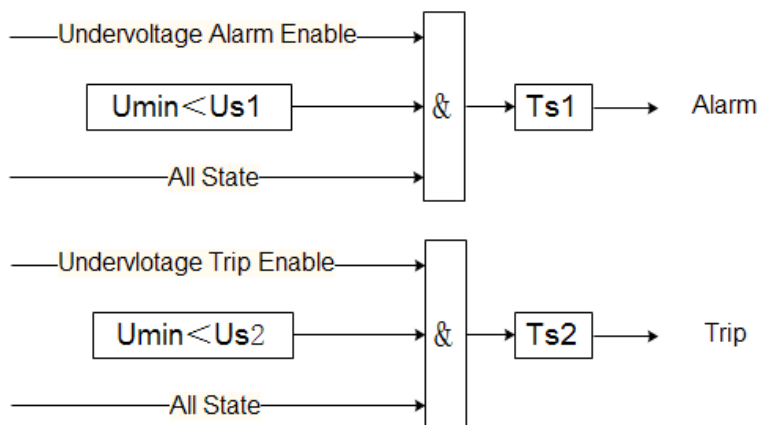 Undervoltage Alarm Enable
Umin<Us1
&
Ts1
Alarm
All State
Undervlotage Trip Enable
Umin<Us2
&
Ts2
Trip
All State